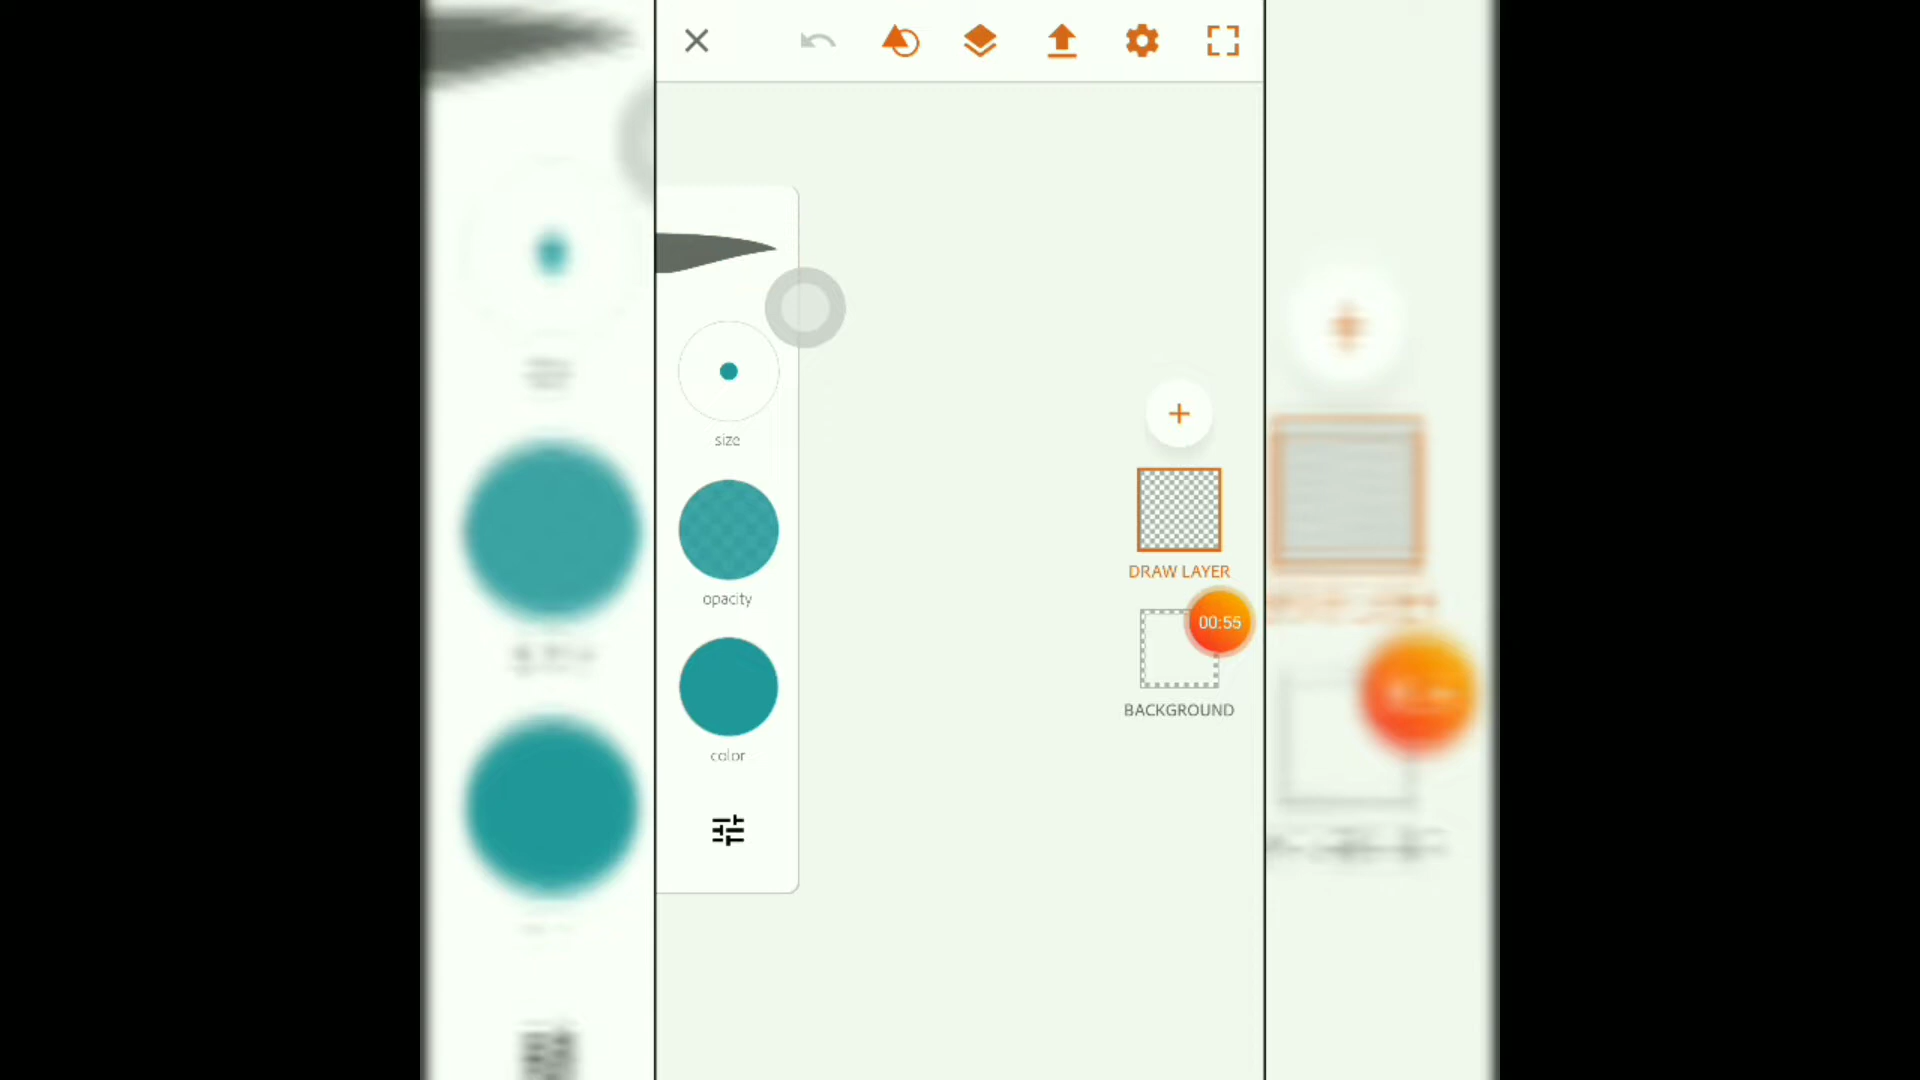 size
opacity
color
DRAW LAYER
00:55
BACKGROUND